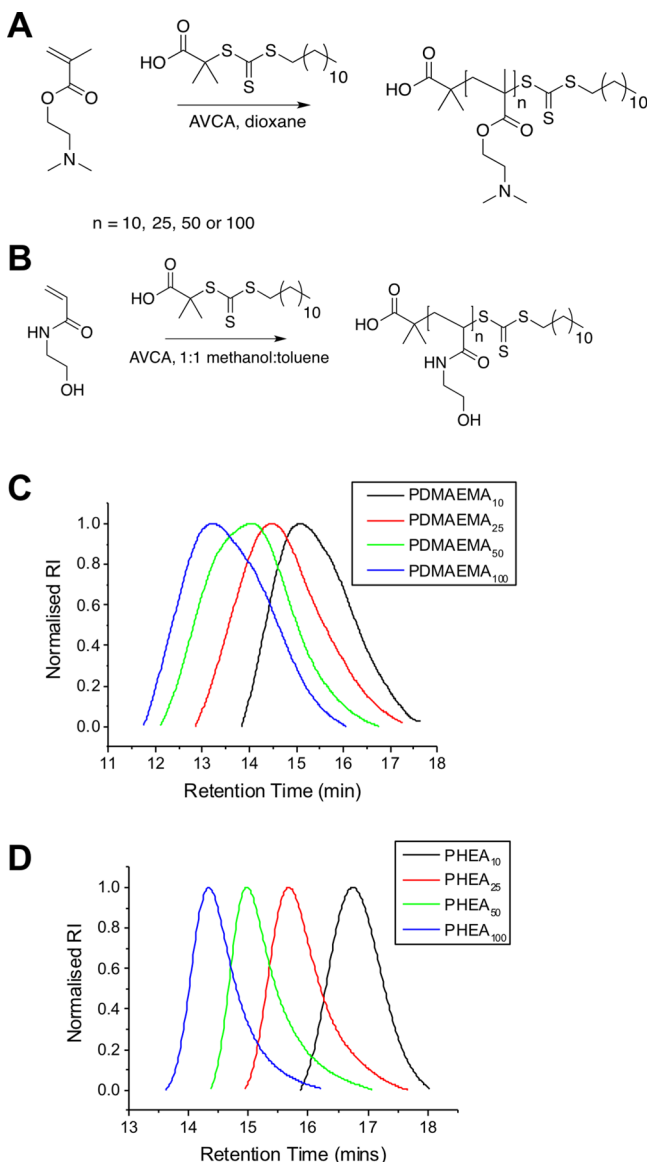 A
O
HO
S
S
S
10
AVCA, dioxane
O
O
N
O
HO
n
S
S
S
10
O
O
N
n = 10, 25, 50 or 100
B
O
HO
S
S
S
10
AVCA, 1:1 methanol:toluene
HN
O
OH
O
HO
n
S
S
S
10
HN
O
OH
C
PDMAEMA10
PDMAEMA25
PDMAEMA50
PDMAEMA100
Normalised RI
1.0
0.8
0.6
0.4
0.2
0.0
11 12 13 14 15 16 17 18
Retention Time (min)
D
PHEA10
PHEA25
PHEA50
PHEA100
Normalised RI
1.0
0.8
0.6
0.4
0.2
0.0
13 14 15 16 17 18
Retention Time (mins)